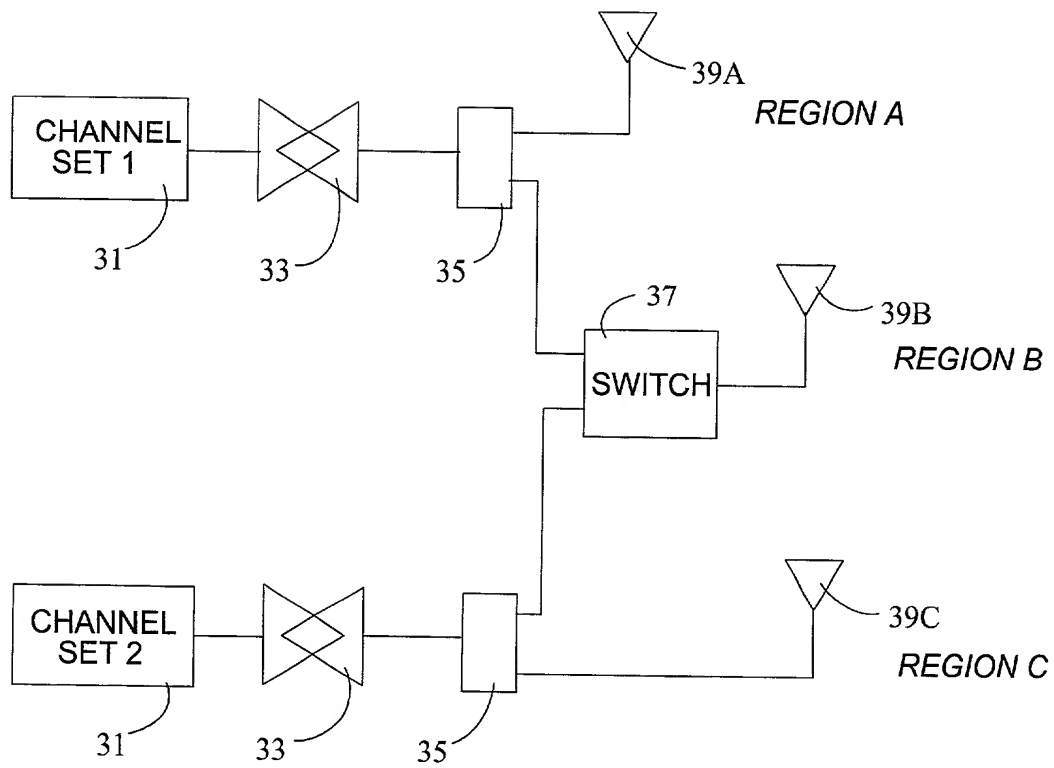 39A
REGION A
CHANNEL
SET 1
31
33
35
37
39B
REGION B
SWITCH
39C
REGION C
CHANNEL
SET 2
31
33
35